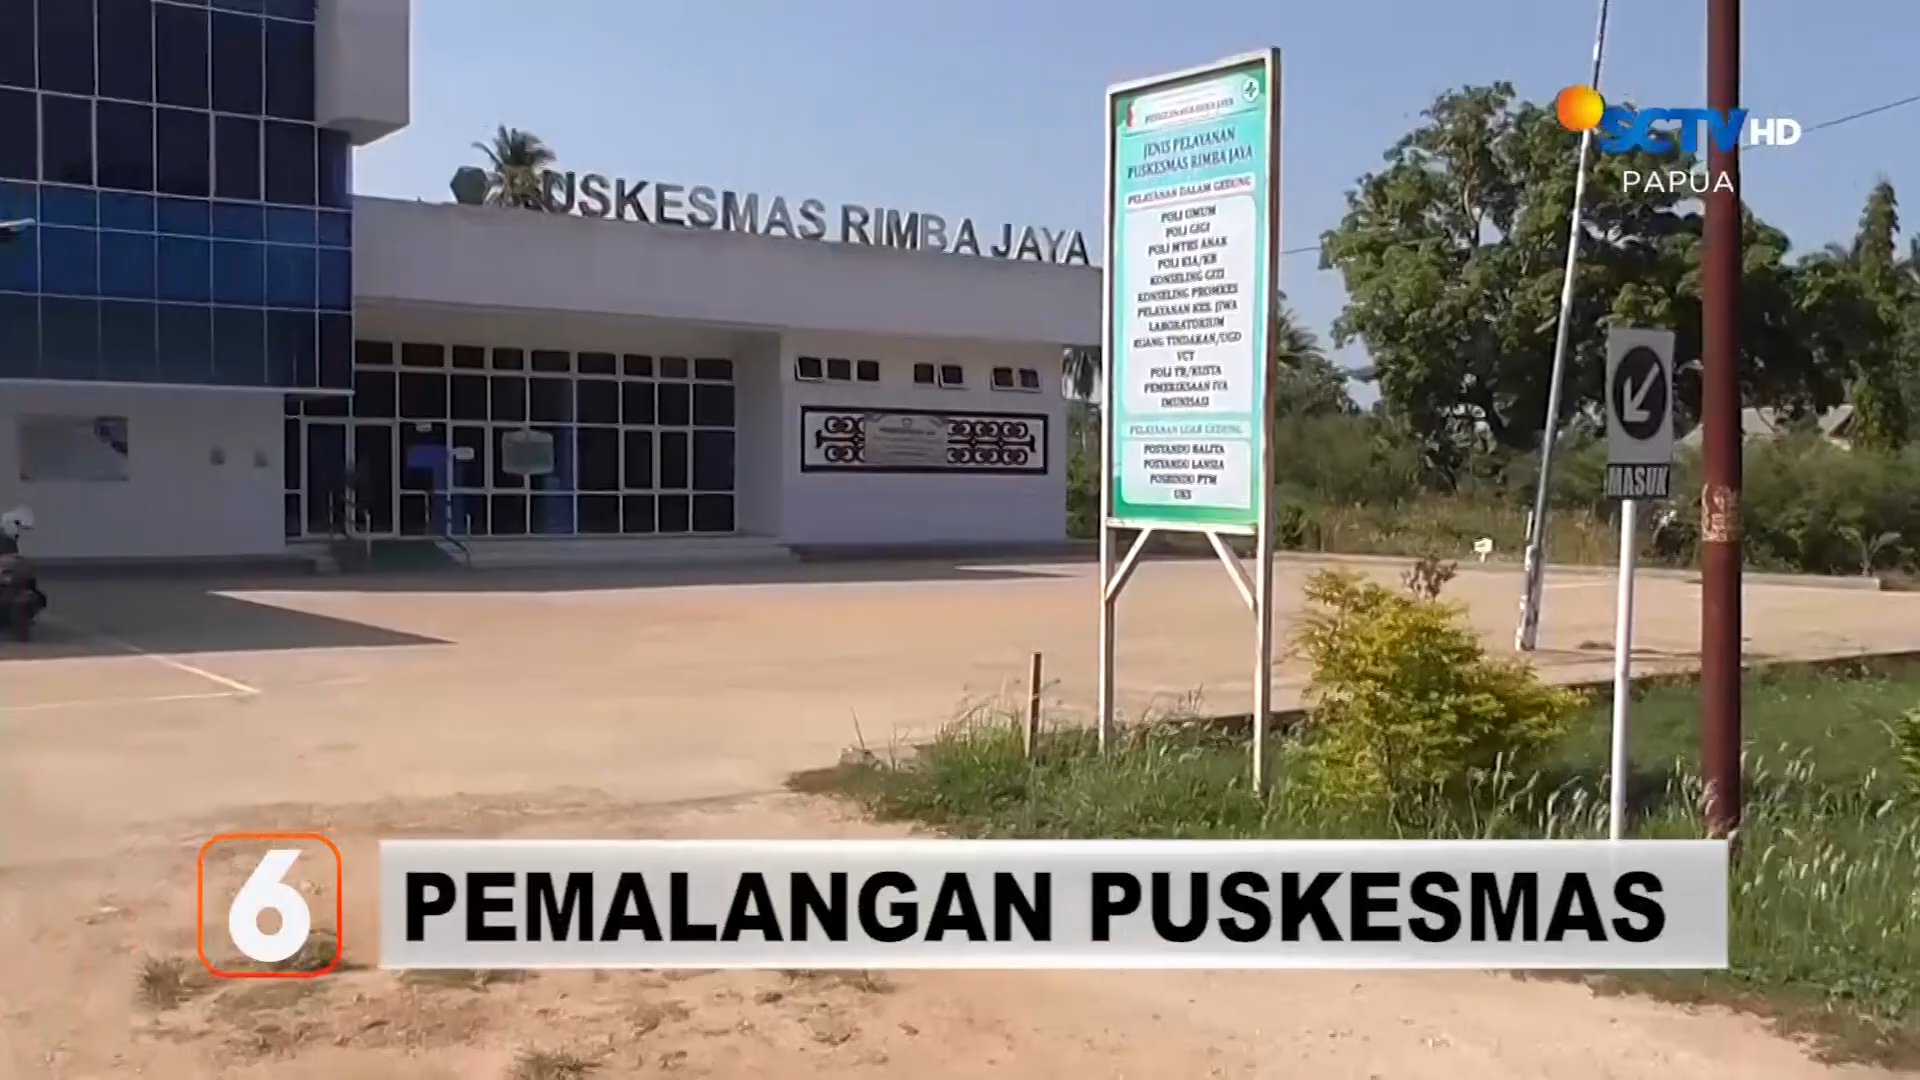 SCTV HD
PAPUA
PUSKESMAS RIMBA JAYA
JENIS PELAYANAN
PUSKESMAS RIMBA JAYA
PELAYANAN DALAM GEDUNG
POLI UMUM
POLI GIGI
POLI MTBS ANAK
POLI KIA/KB
KONSELING GIZI
KONSELING PROMKES
PELAYANAN KES. JIWA
LABORATORIUM
RUANG TINDAKAN/UGD
VCT
POLI TB/KUSTA
PEMERIKSAAN IVA
IMUNISASI
PELAYANAN LUAR GEDUNG
POSYANDU BALITA
POSYANDU LANSIA
POSBINDU PTM
UKS
MASUK
6
PEMALANGAN PUSKESMAS